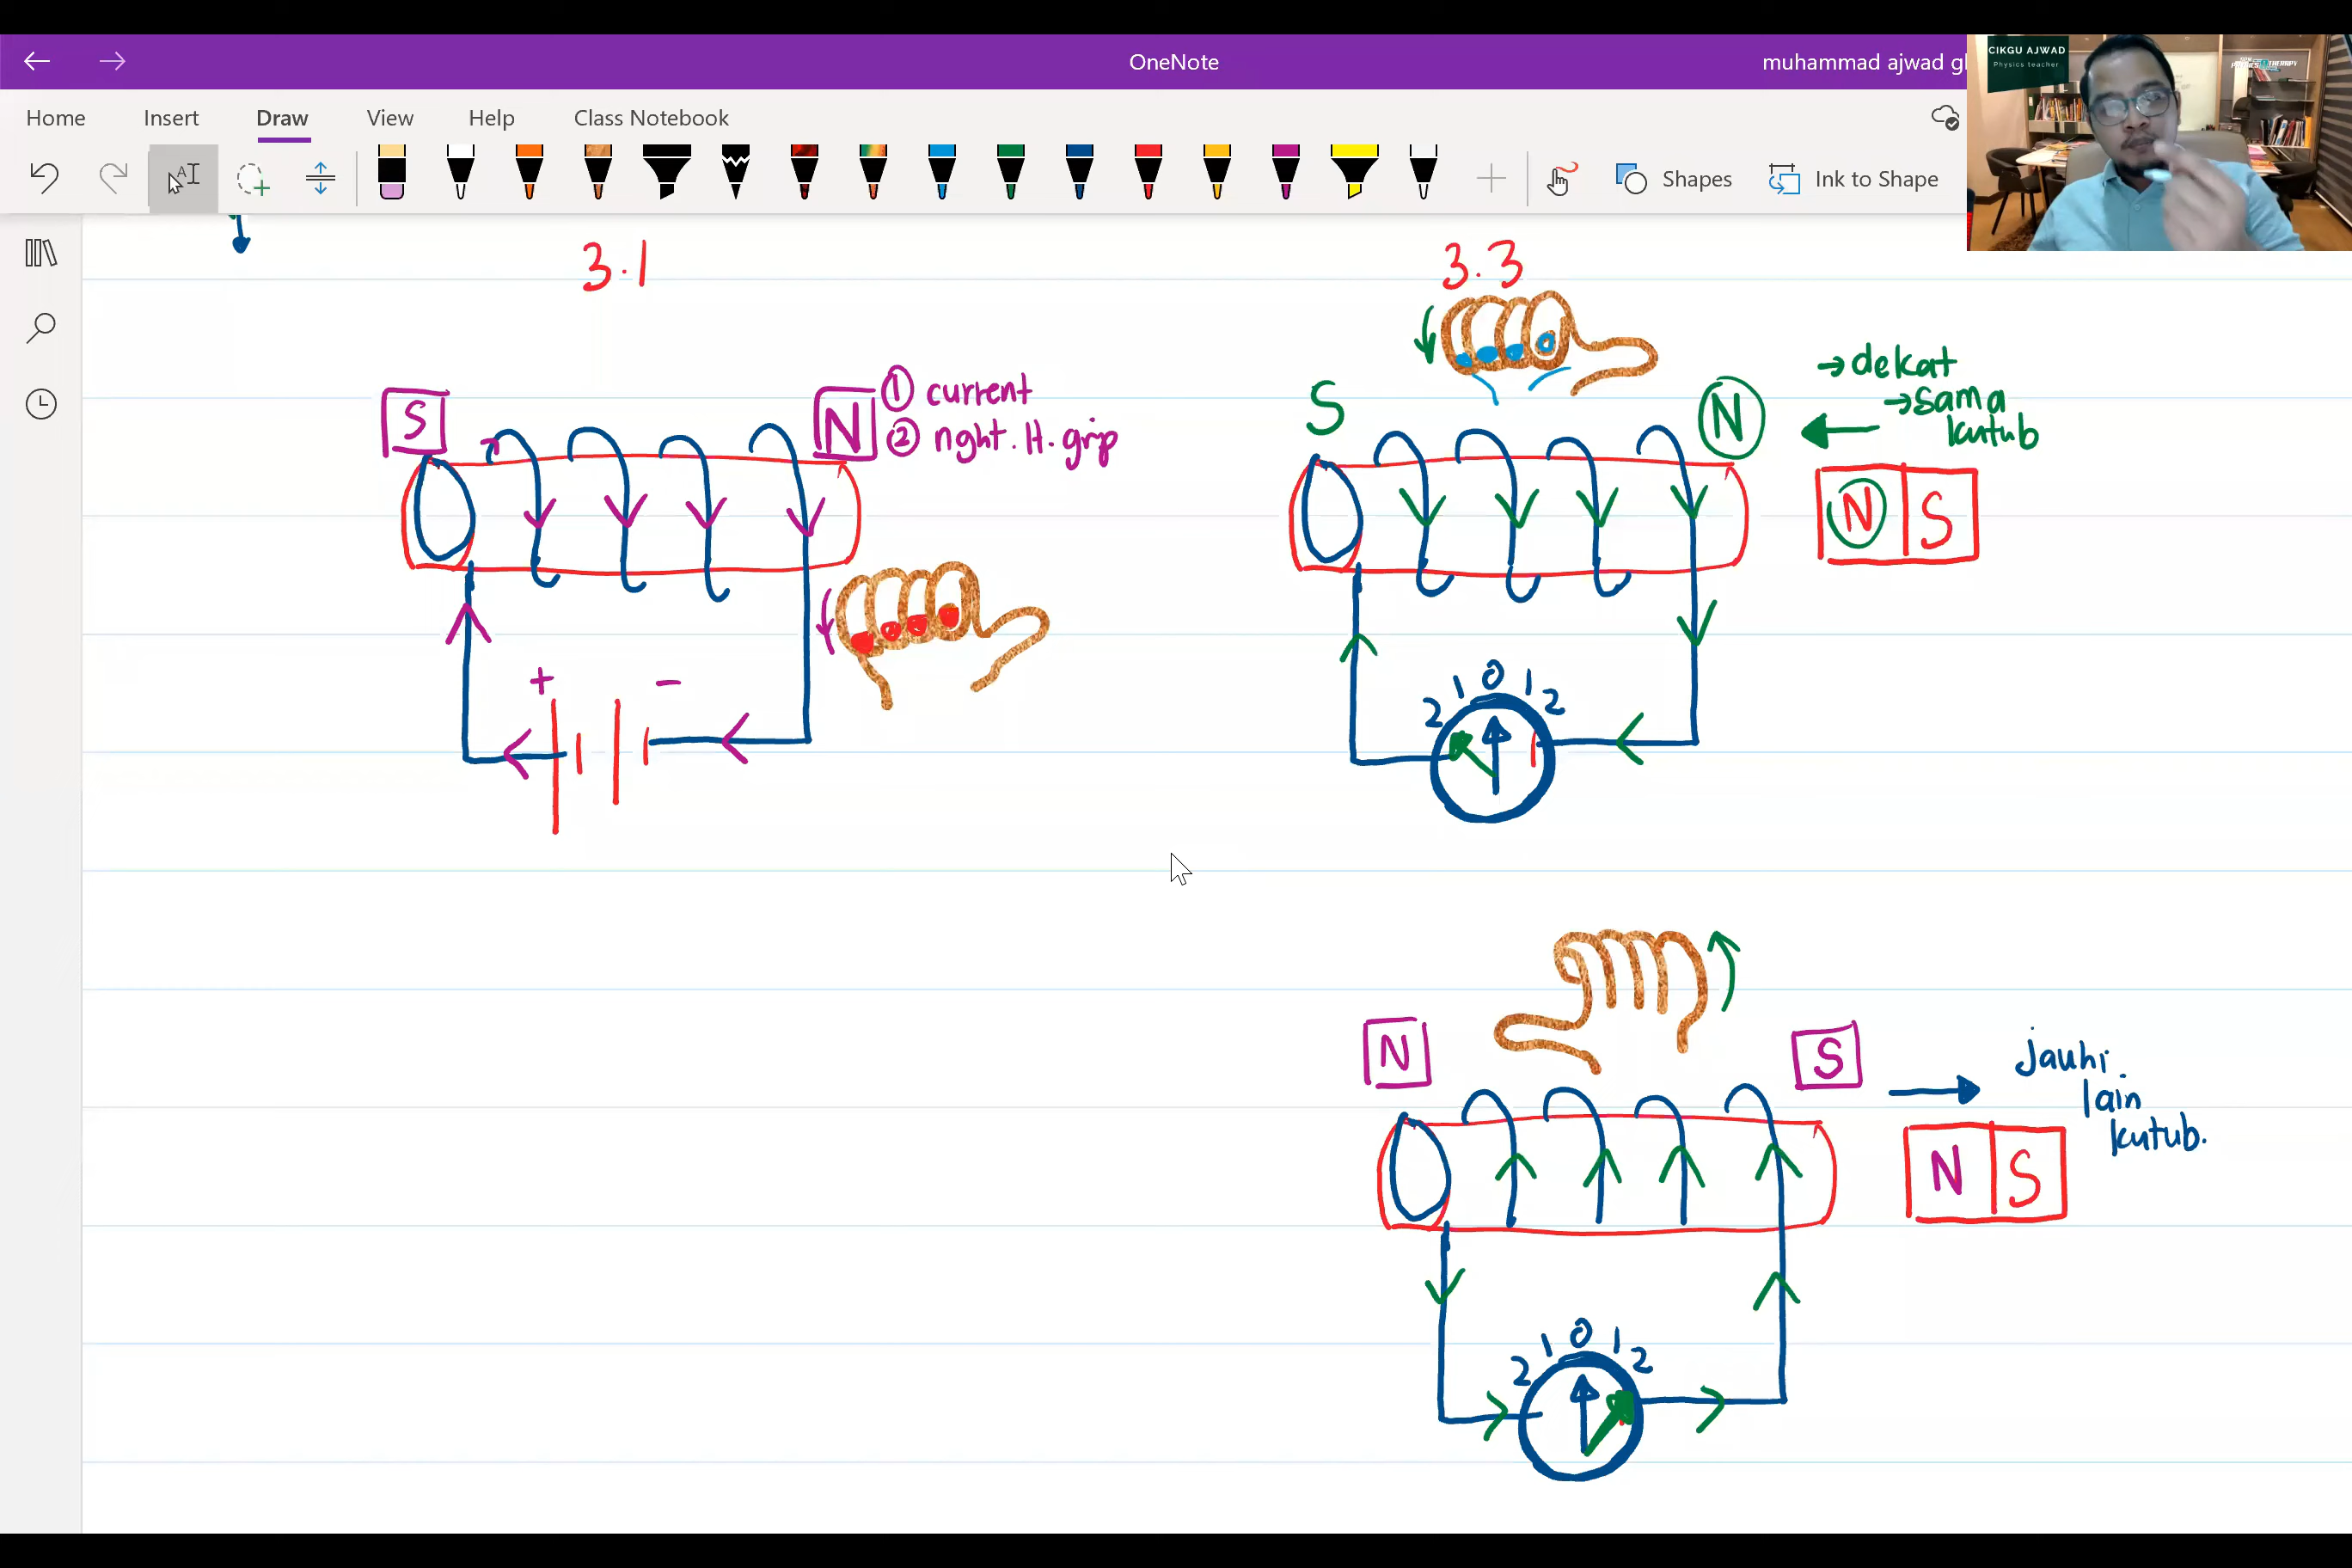 OneNote
muhammad ajwad gl
CIKGU AJWAD
Physics teacher
Home Insert Draw View Help Class Notebook
Shapes
Ink to Shape
3.1
S
N
① current
② right.H.grip
+ -
3.3
S
N
→ dekat
→ sama
kutub
N S
2 1 0 1 2
N
S
Jauhi
lain
kutub.
N S
2 1 0 1 2